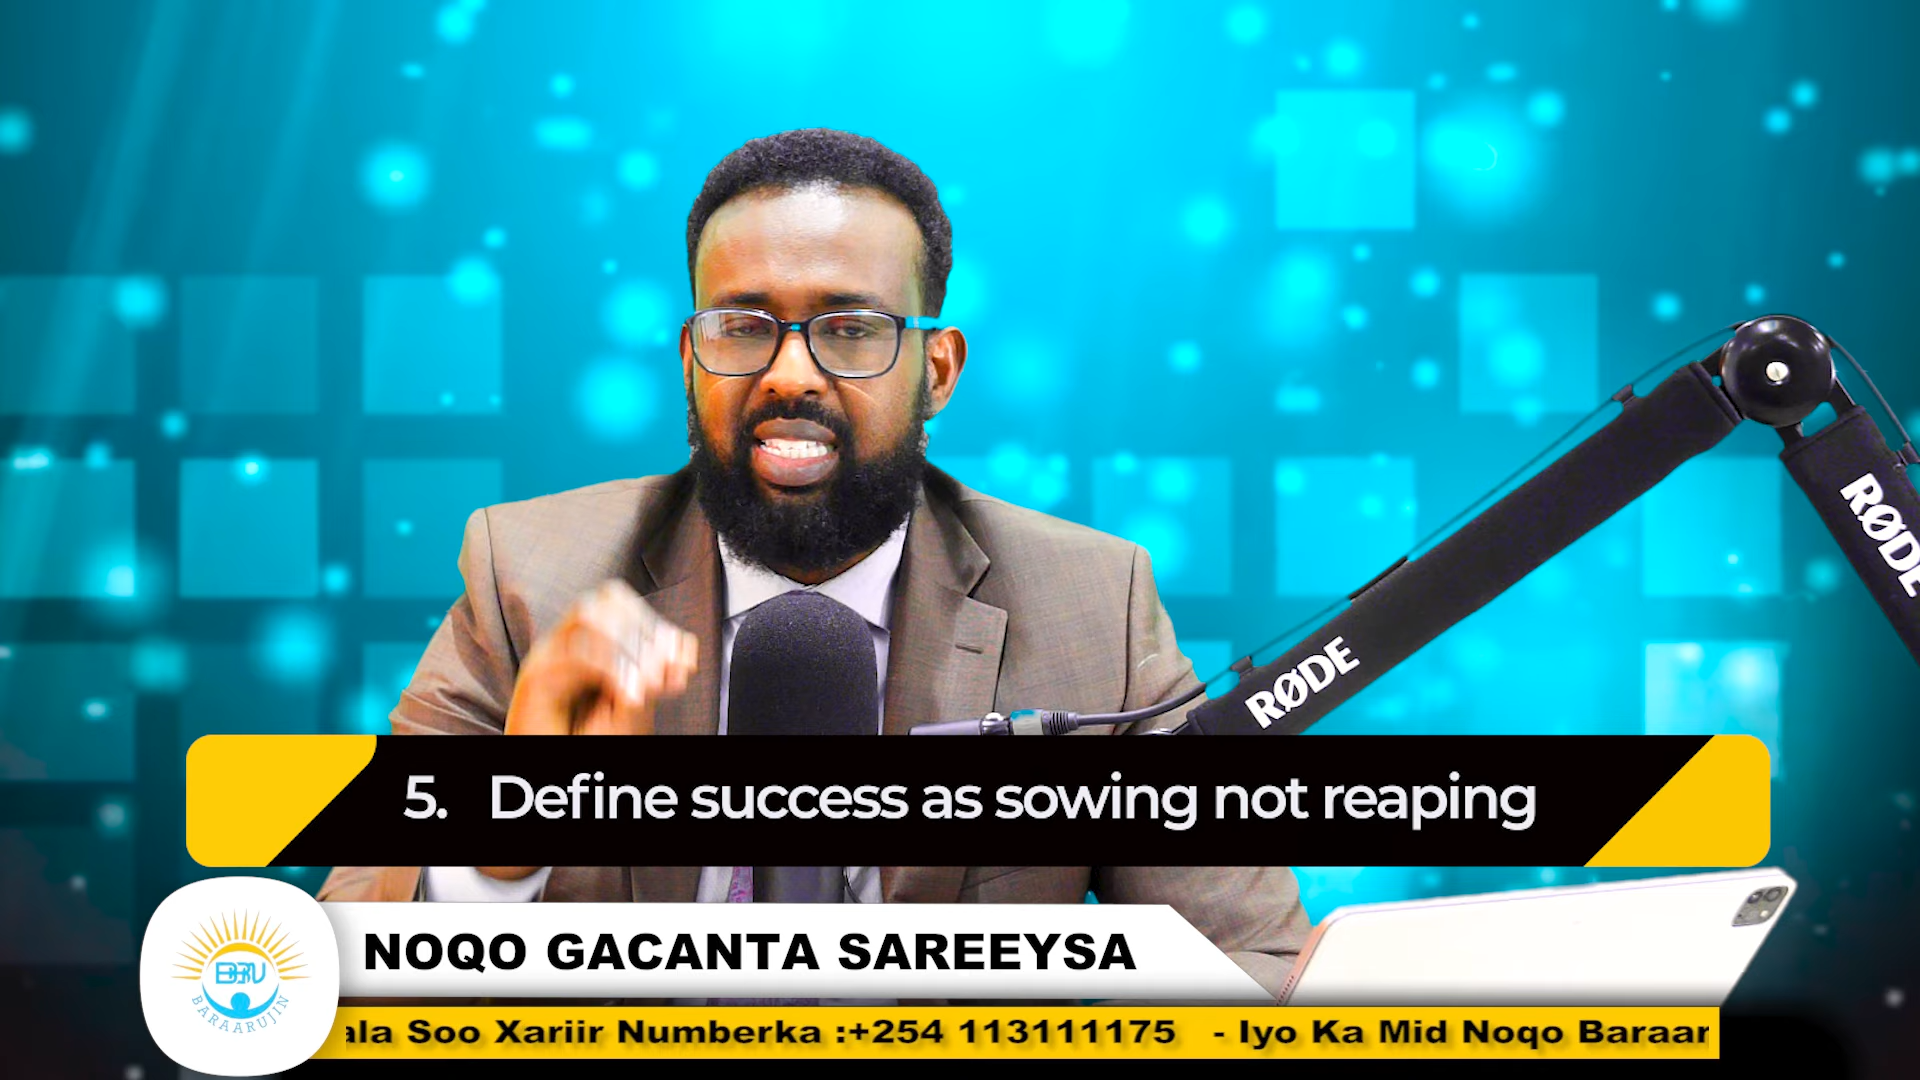 RØDE
RØDE
5. Define success as sowing not reaping
NOQO GACANTA SAREEYSA
BARAARUJIN
ala Soo Xariir Numberka :+254 113111175 - Iyo Ka Mid Noqo Baraar